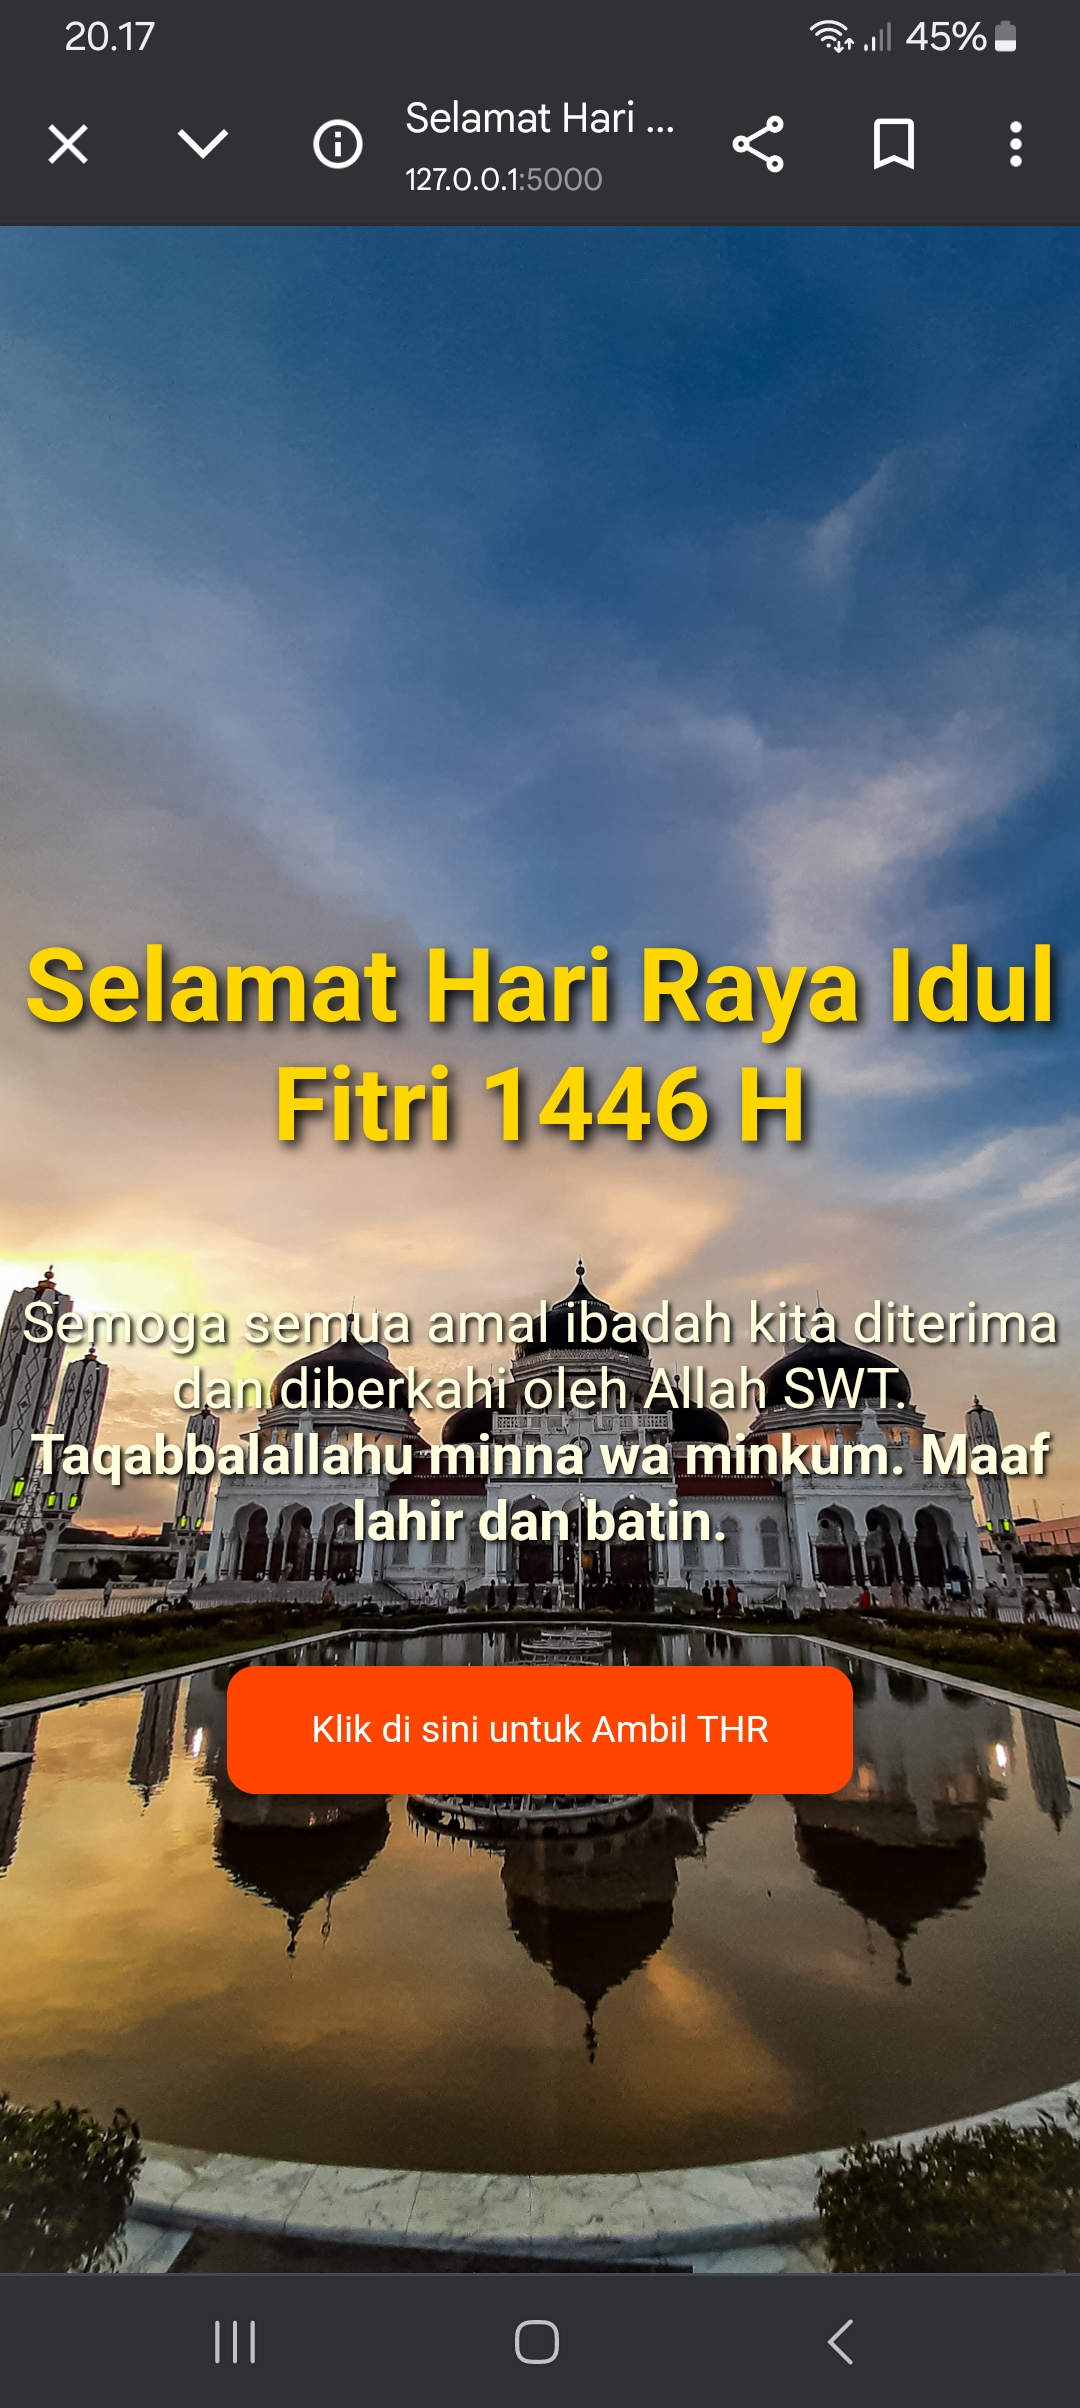 20.17
45%
Selamat Hari ...
127.0.0.1:5000
Selamat Hari Raya Idul
Fitri 1446 H
Semoga semua amal ibadah kita diterima
dan diberkahi oleh Allah SWT.
Taqabbalallahu minna wa minkum. Maaf
lahir dan batin.
Klik di sini untuk Ambil THR